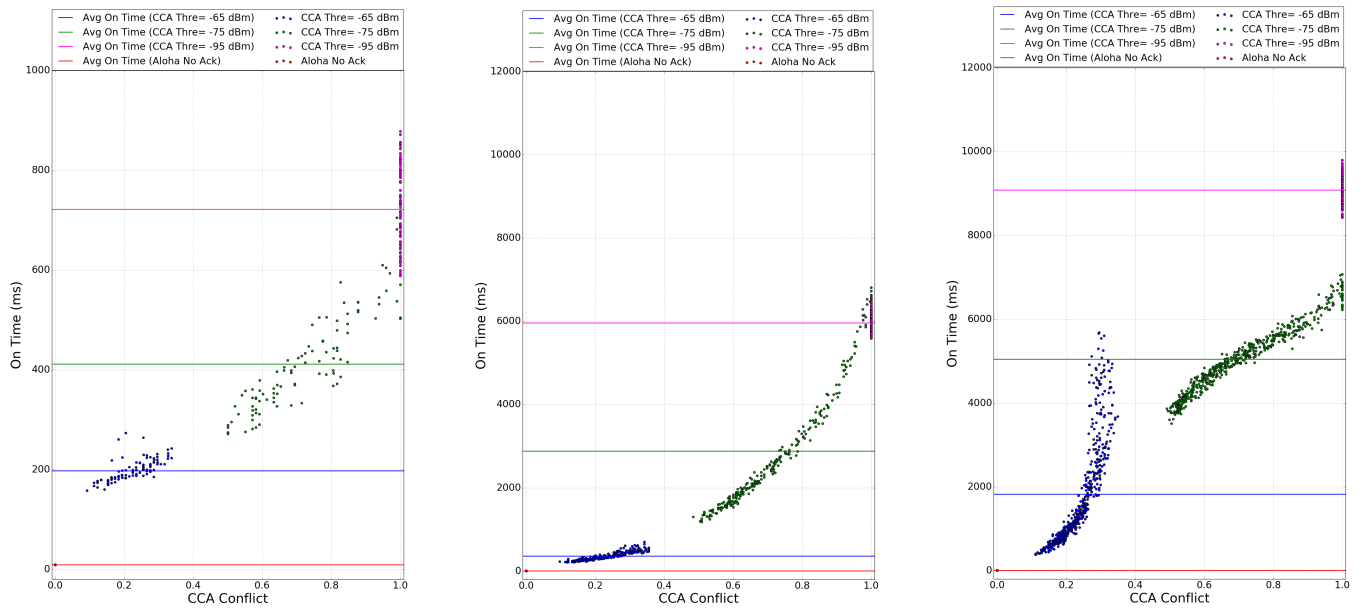 Avg On Time (CCA Thre= -65 dBm) CCA Thre= -65 dBm
Avg On Time (CCA Thre= -75 dBm) CCA Thre= -75 dBm
Avg On Time (CCA Thre= -95 dBm) CCA Thre= -95 dBm
Avg On Time (Aloha No Ack) Aloha No Ack
1000
800
600
400
200
0
On Time (ms)
0.0 0.2 0.4 0.6 0.8 1.0
CCA Conflict
Avg On Time (CCA Thre= -65 dBm) CCA Thre= -65 dBm
Avg On Time (CCA Thre= -75 dBm) CCA Thre= -75 dBm
Avg On Time (CCA Thre= -95 dBm) CCA Thre= -95 dBm
Avg On Time (Aloha No Ack) Aloha No Ack
12000
10000
8000
6000
4000
2000
0
On Time (ms)
0.0 0.2 0.4 0.6 0.8 1.0
CCA Conflict
Avg On Time (CCA Thre= -65 dBm) CCA Thre= -65 dBm
Avg On Time (CCA Thre= -75 dBm) CCA Thre= -75 dBm
Avg On Time (CCA Thre= -95 dBm) CCA Thre= -95 dBm
Avg On Time (Aloha No Ack) Aloha No Ack
12000
10000
8000
6000
4000
2000
0
On Time (ms)
0.0 0.2 0.4 0.6 0.8 1.0
CCA Conflict